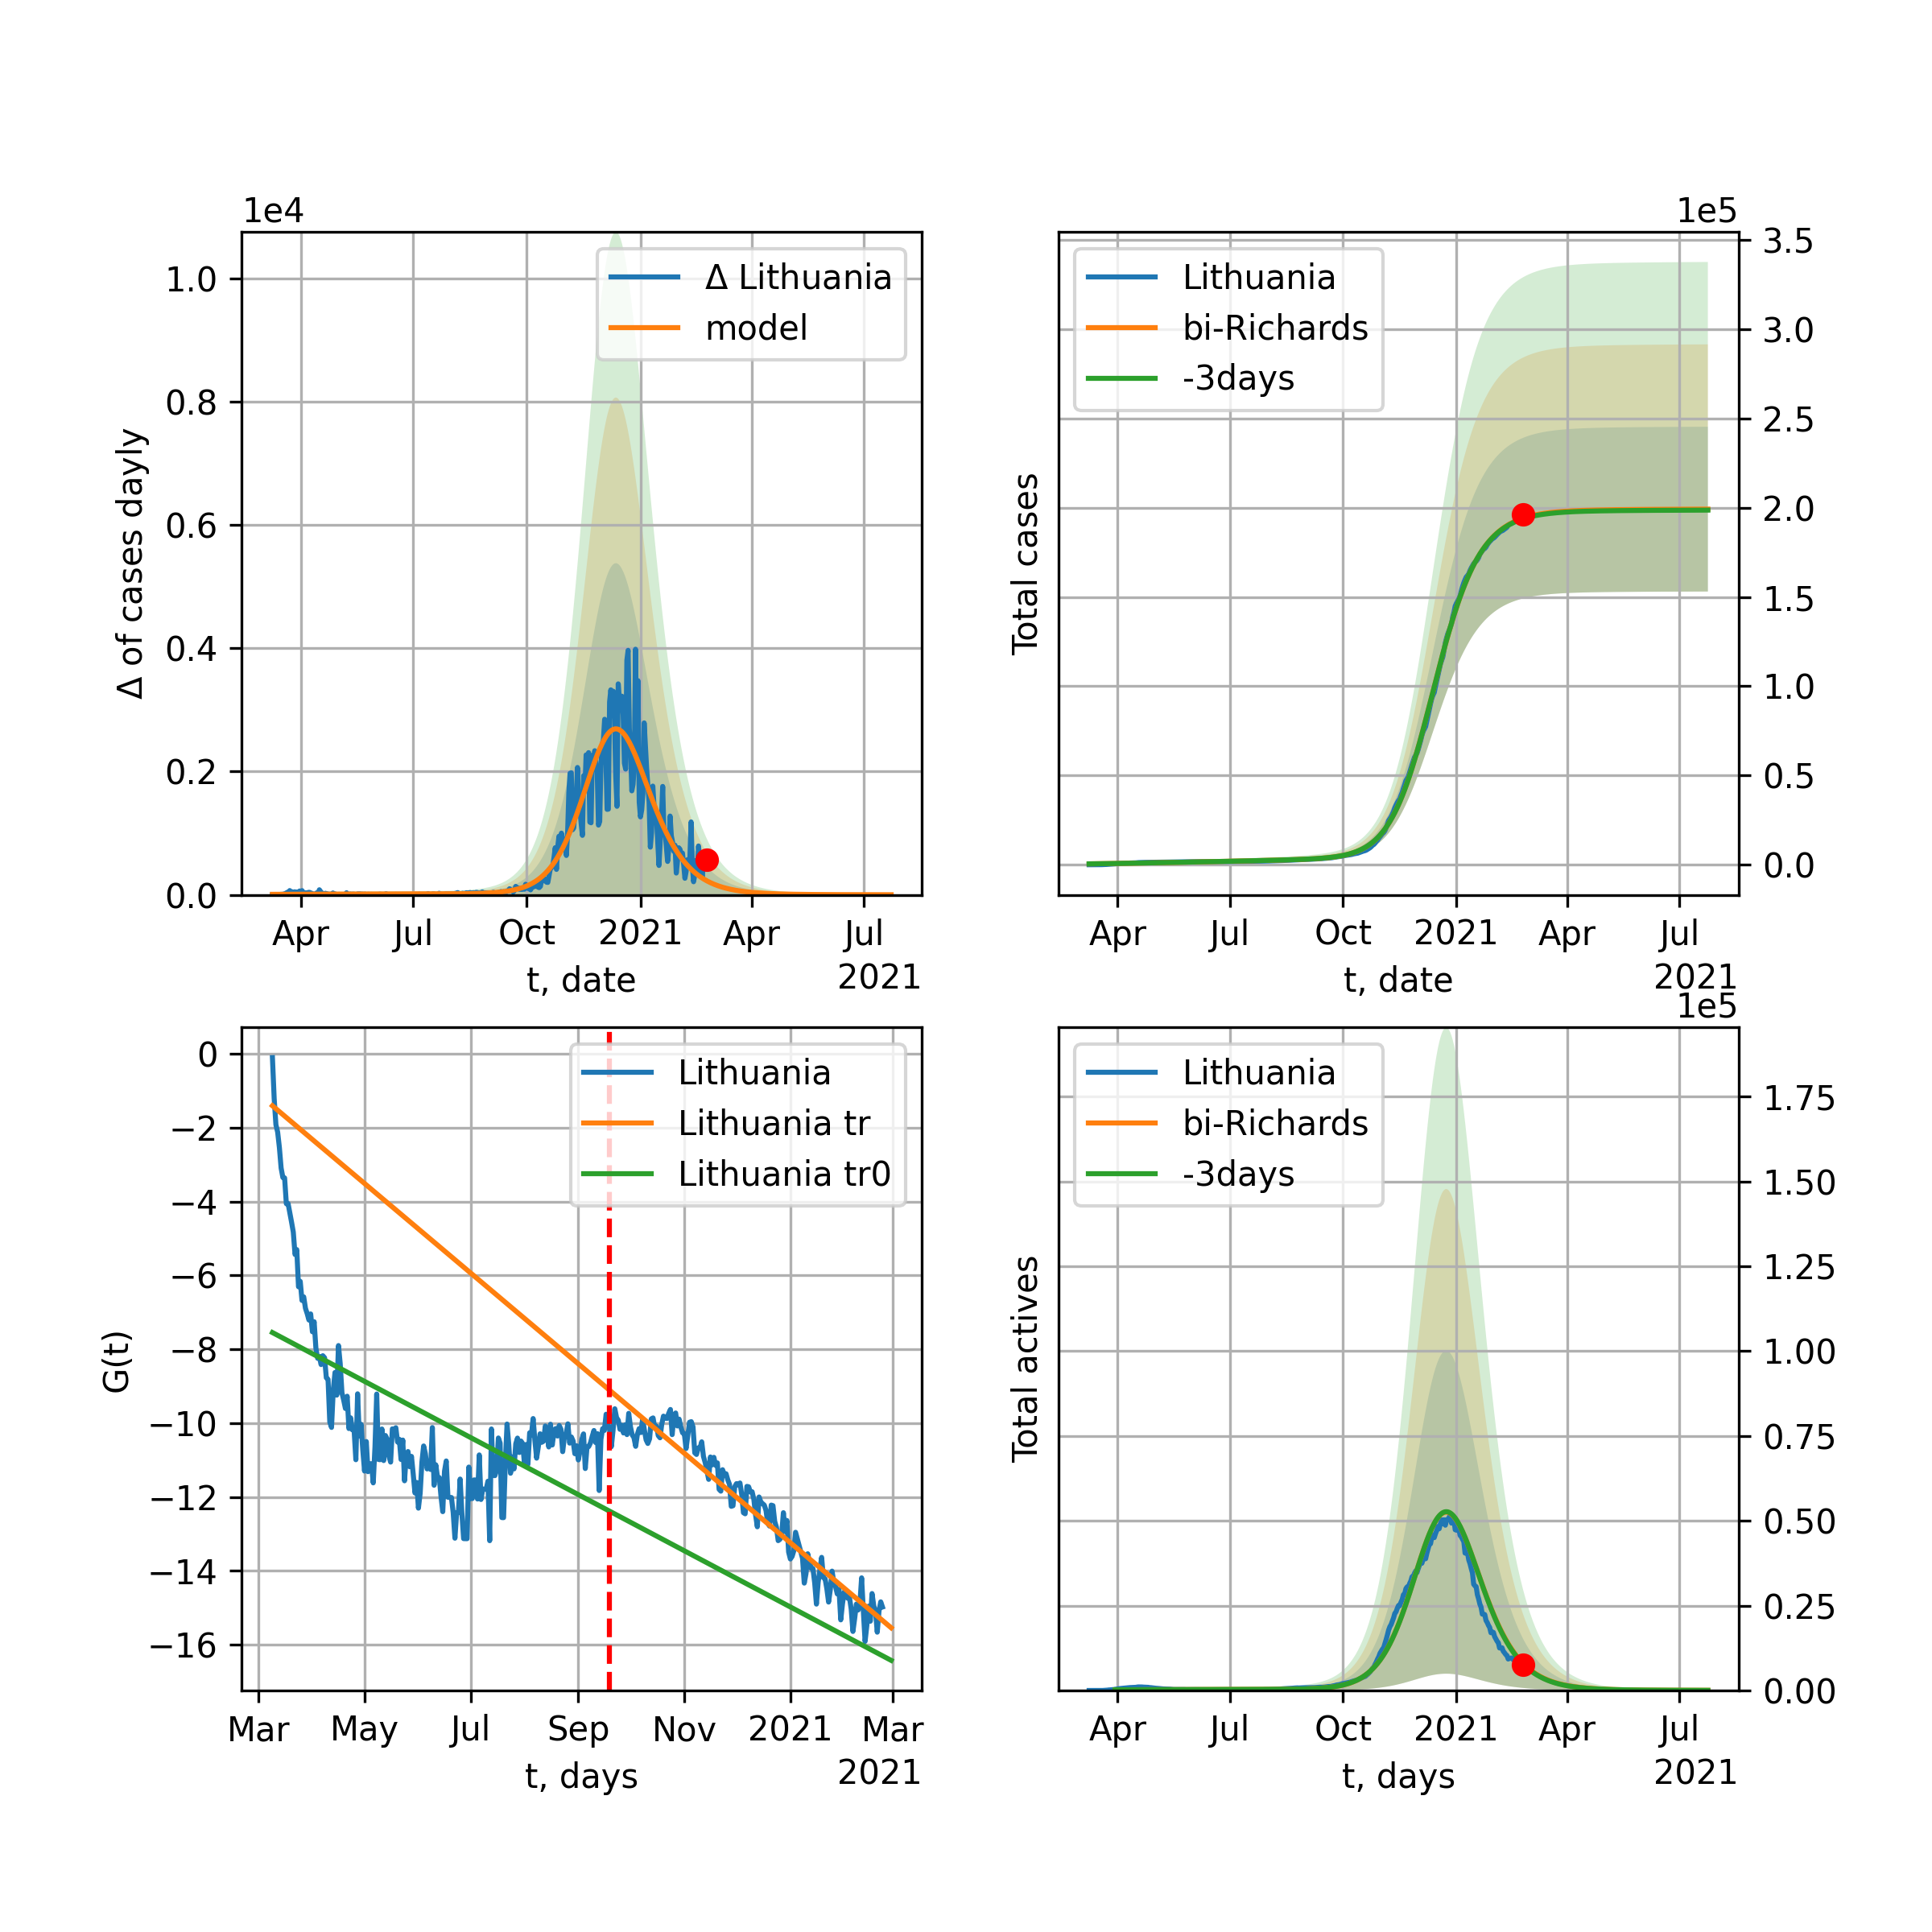 1e4
1.0
0.8
0.6
0.4
0.2
0.0
Δ of cases dayly
Δ Lithuania
model
Apr Jul Oct 2021 Apr Jul
t, date 2021
1e5
3.5
3.0
2.5
2.0
1.5
1.0
0.5
0.0
Total cases
Lithuania
bi-Richards
-3days
Apr Jul Oct 2021 Apr Jul
t, date 2021
0
−2
−4
−6
−8
−10
−12
−14
−16
G(t)
Lithuania
Lithuania tr
Lithuania tr0
Mar May Jul Sep Nov 2021 Mar
t, days 2021
1e5
1.75
1.50
1.25
1.00
0.75
0.50
0.25
0.00
Total actives
Lithuania
bi-Richards
-3days
Apr Jul Oct 2021 Apr Jul
t, days 2021